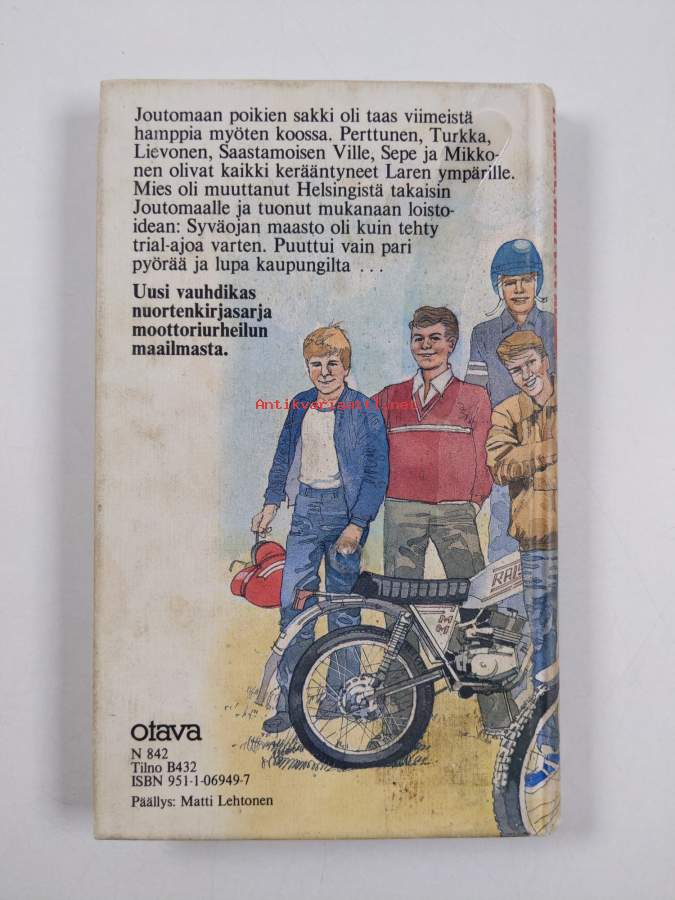 Joutomaan poikien sakki oli taas viimeistä
hamppia myöten koossa. Perttunen, Turkka,
Lievonen, Saastamoisen Ville, Sepe ja Mikko-
nen olivat kaikki kerääntyneet Laren ympärille.
Mies oli muuttanut Helsingistä takaisin
Joutomaalle ja tuonut mukanaan loisto-
idean: Syväojan maasto oli kuin tehty
trial-ajoa varten. Puuttui vain pari
pyörää ja lupa kaupungilta ...
Uusi vauhdikas
nuortenkirjasarja
moottoriurheilun
maailmasta.
Antikvariaatti.net
RAIS
MM
otava
N 842
Tilno B432
ISBN 951-1-06949-7
Päällys: Matti Lehtonen